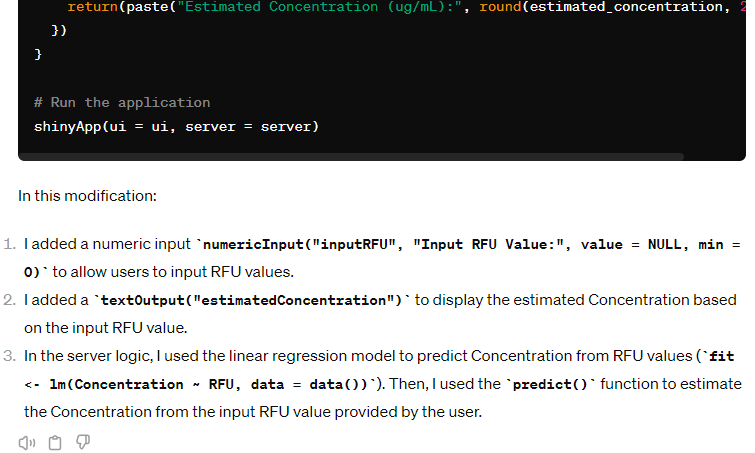 return(paste("Estimated Concentration (ug/mL):", round(estimated_concentration, 2
})
}
# Run the application
shinyApp(ui = ui, server = server)
In this modification:
1. I added a numeric input `numericInput("inputRFU", "Input RFU Value:", value = NULL, min =
0)` to allow users to input RFU values.
2. I added a `textOutput("estimatedConcentration")` to display the estimated Concentration based
on the input RFU value.
3. In the server logic, I used the linear regression model to predict Concentration from RFU values (`fit
<- lm(Concentration ~ RFU, data = data())`). Then, I used the `predict()` function to estimate
the Concentration from the input RFU value provided by the user.